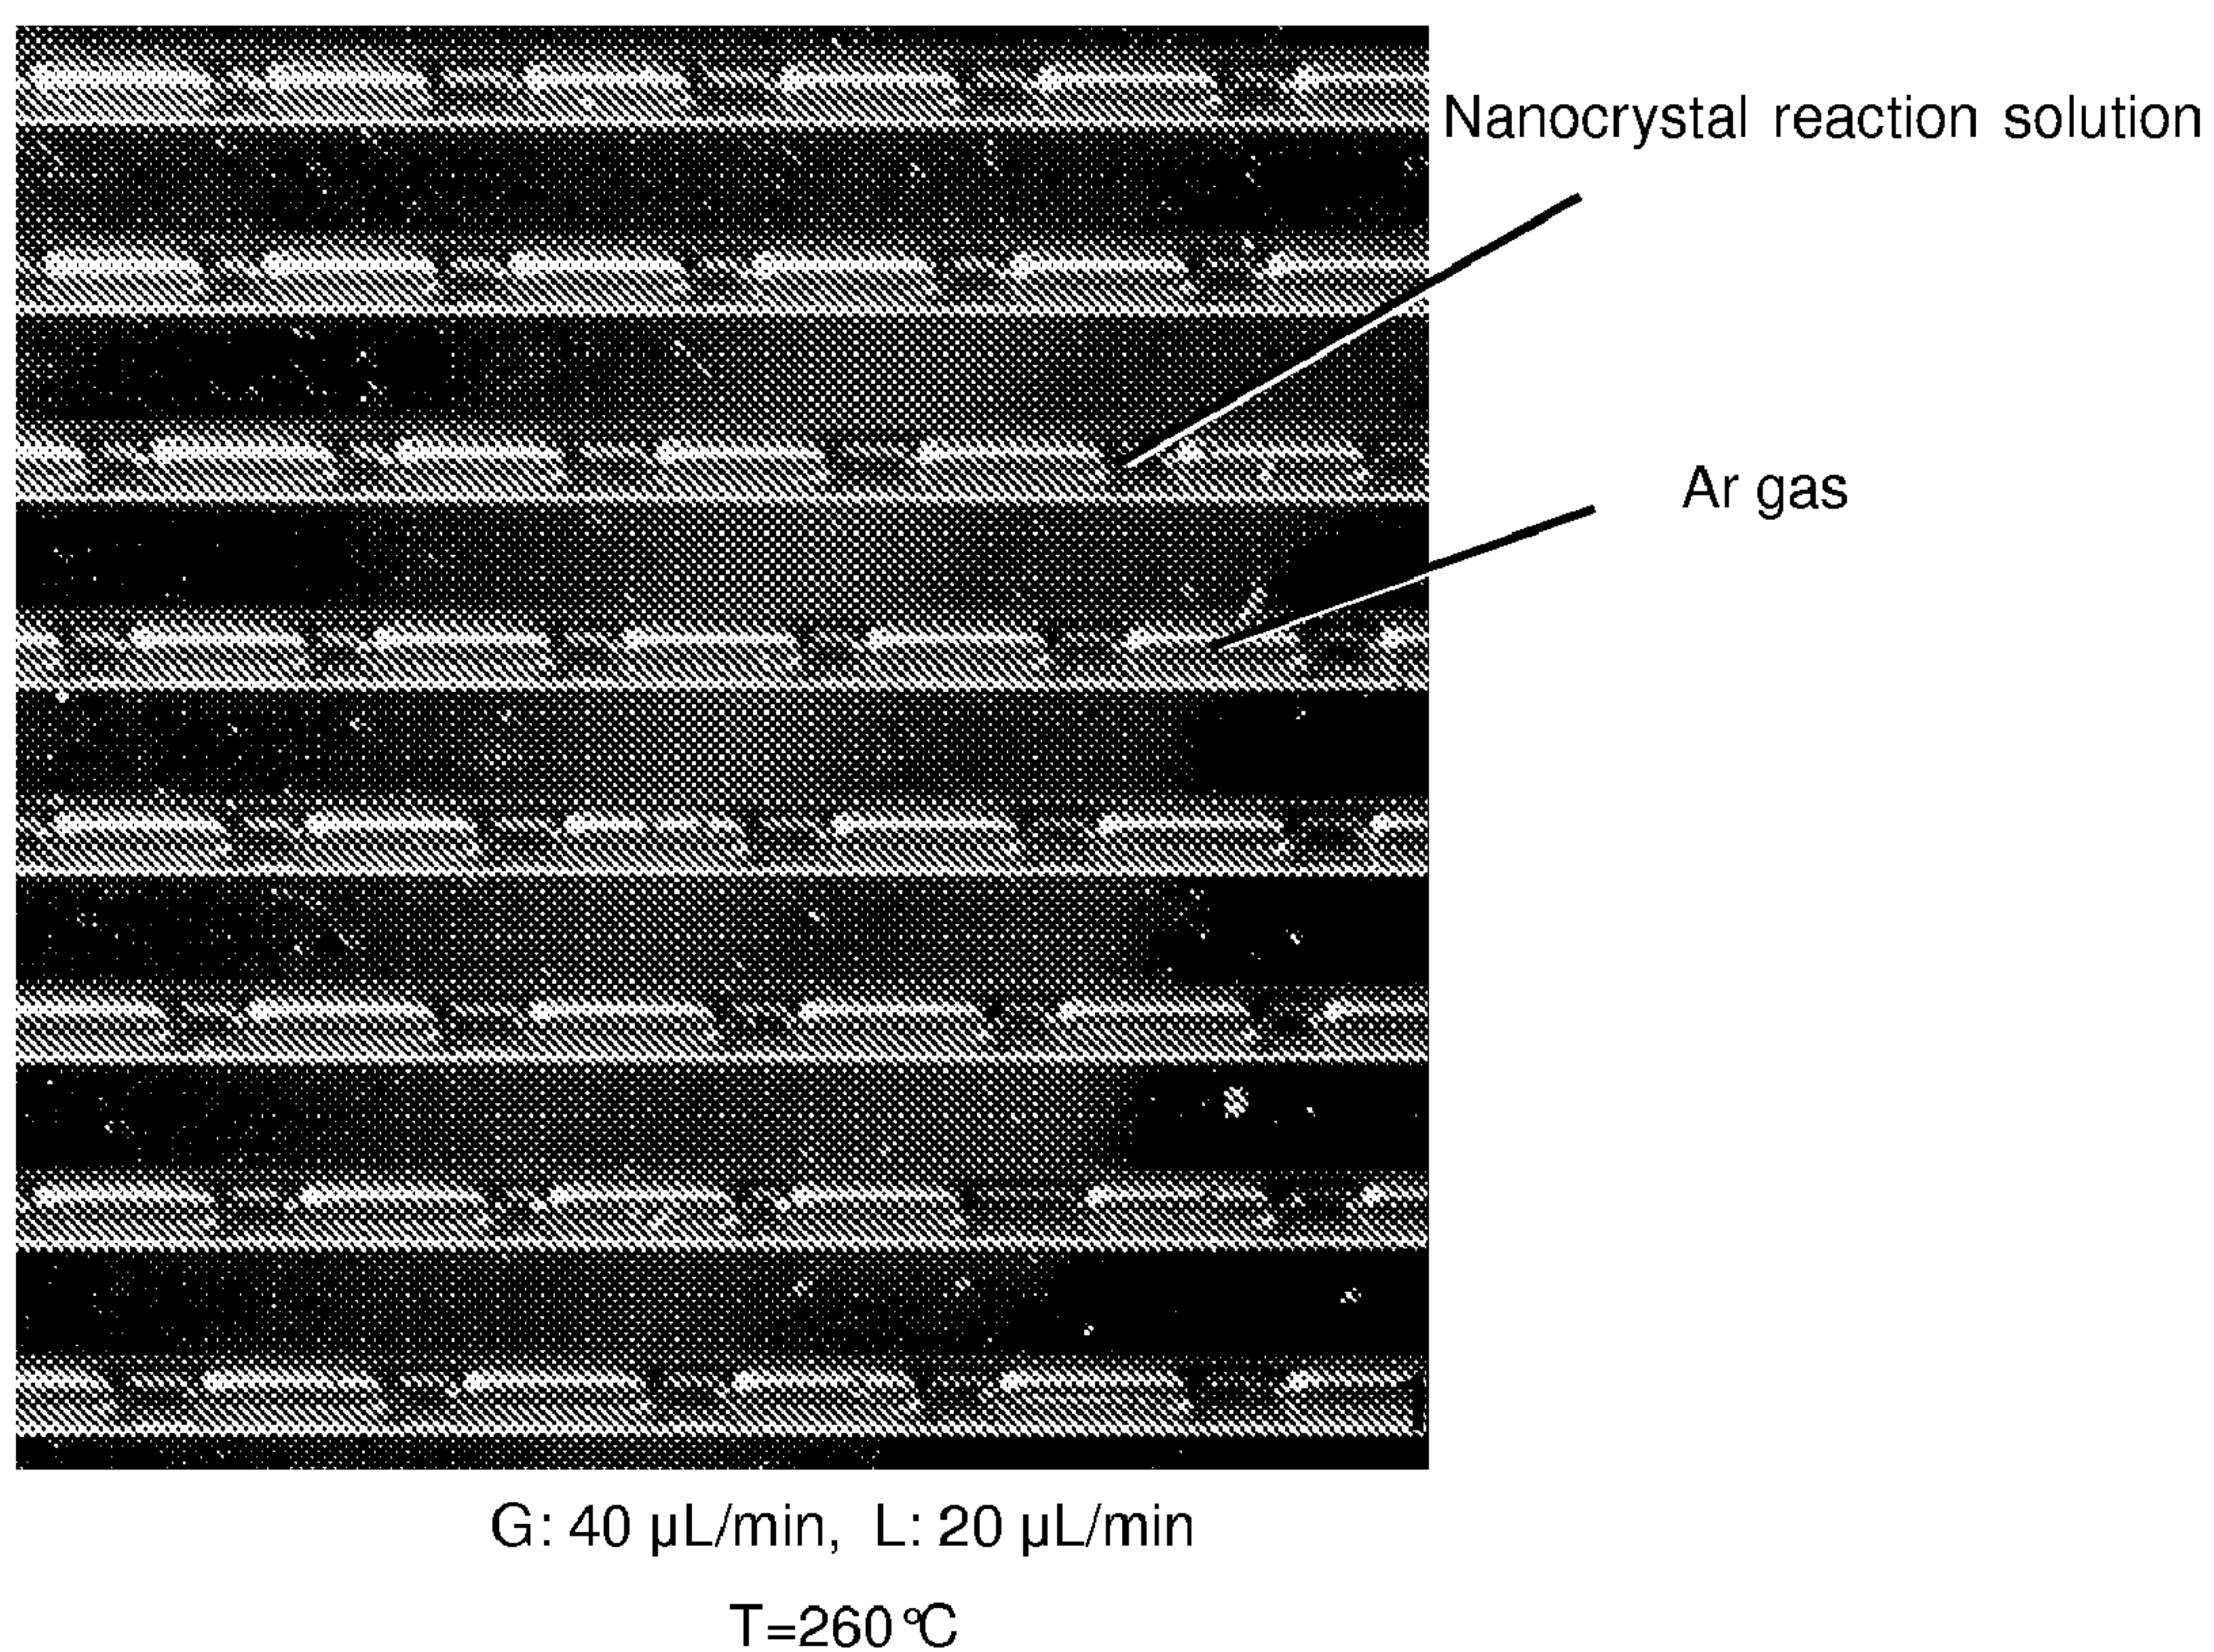 Nanocrystal reaction solution
Ar gas
G: 40 µL/min, L: 20 µL/min
T=260℃